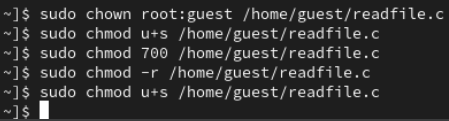 ~]$ sudo chown root:guest /home/guest/readfile.c
~]$ sudo chmod u+s /home/guest/readfile.c
~]$ sudo chmod 700 /home/guest/readfile.c
~]$ sudo chmod -r /home/guest/readfile.c
~]$ sudo chmod u+s /home/guest/readfile.c
~]$